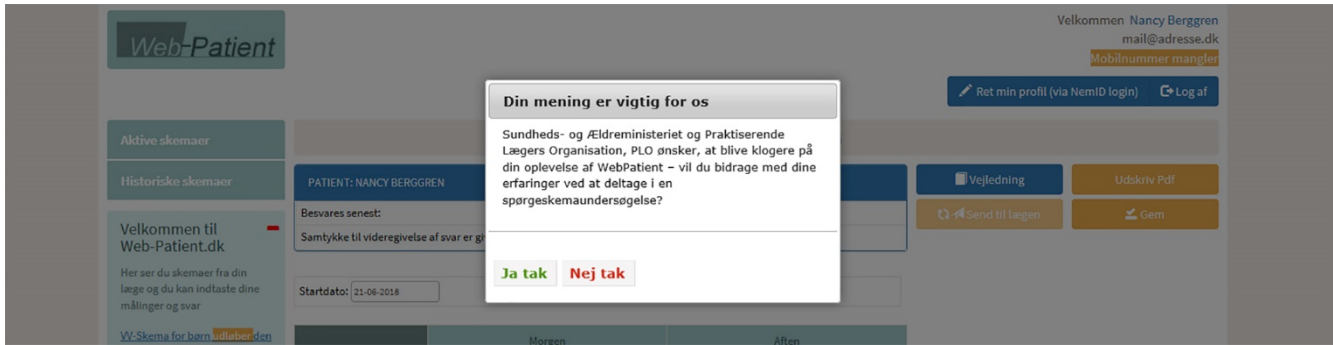 Web-Patient
Velkommen Nancy Berggren
mail@adresse.dk
Mobilnummer mangler
Ret min profil (via NemID login)
Log af
Aktive skemaer
Historiske skemaer
Velkommen til
Web-Patient.dk
Her ser du skemaer fra din
læge og du kan indtaste dine
målinger og svar
VV-Skema for børn udløber den
PATIENT: NANCY BERGGREN
Besvares senest:
Samtykke til videregivelse af svar er
Startdato: 21-06-2018
Morgen
Aften
Din mening er vigtig for os
Sundheds- og Ældreministeriet og Praktiserende
Lægers Organisation, PLO ønsker, at blive klogere på
din oplevelse af WebPatient – vil du bidrage med dine
erfaringer ved at deltage i en
spørgeskemaundersøgelse?
Ja tak
Nej tak
Vejledning
Udskriv Pdf
Send til lægen
Gem